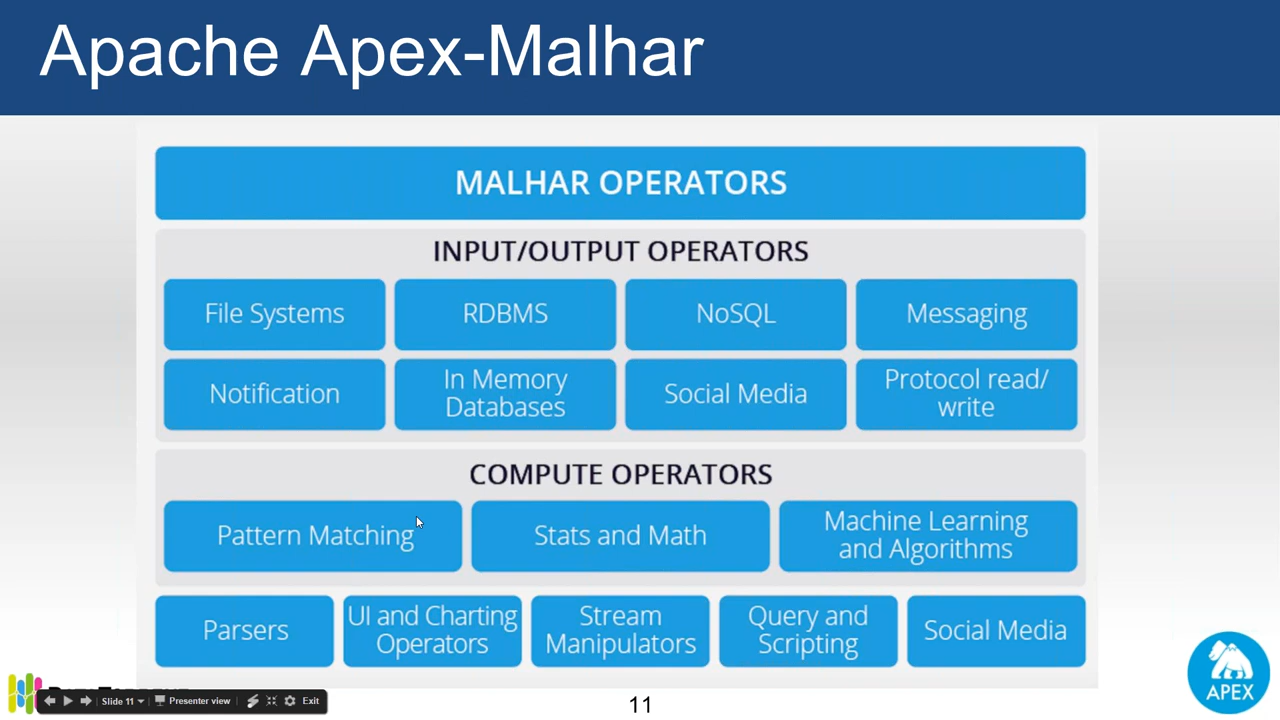 Apache Apex-Malhar
MALHAR OPERATORS
INPUT/OUTPUT OPERATORS
File Systems
RDBMS
NoSQL
Messaging
Notification
In Memory
Databases
Social Media
Protocol read/
write
COMPUTE OPERATORS
Pattern Matching
Stats and Math
Machine Learning
and Algorithms
Parsers
UI and Charting
Operators
Stream
Manipulators
Query and
Scripting
Social Media
Slide 11
Presenter view
Exit
11
APEX